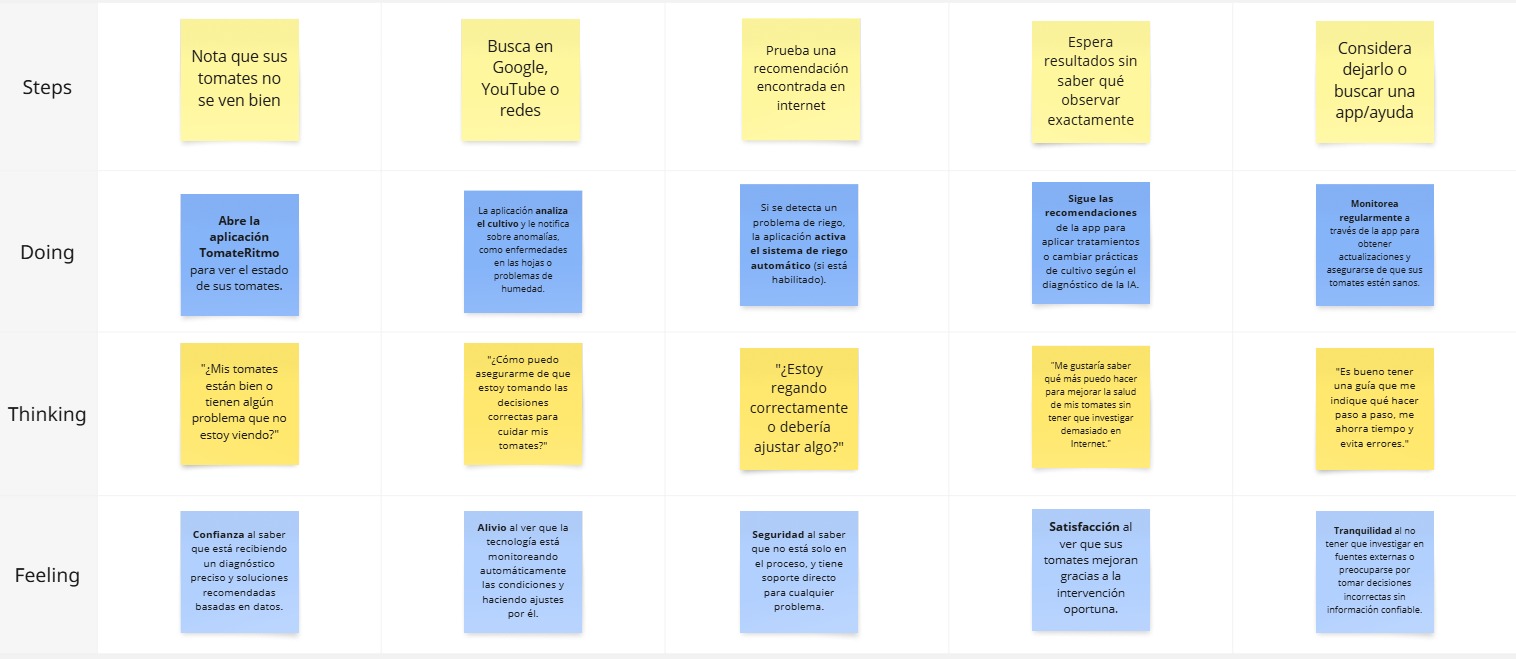 Steps
Nota que sus
tomates no
se ven bien
Busca en
Google,
YouTube o
redes
Prueba una
recomendación
encontrada en
internet
Espera
resultados sin
saber qué
observar
exactamente
Considera
dejarlo o
buscar una
app/ayuda
Doing
Abre la
aplicación
TomateRitmo
para ver el estado
de sus tomates.
La aplicación analiza
el cultivo y le notifica
sobre anomalías,
como enfermedades
en las hojas o
problemas de
humedad.
Si se detecta un
problema de riego,
la aplicación activa
el sistema de riego
automático (si está
habilitado).
Sigue las
recomendaciones
de la app para
aplicar tratamientos
o cambiar prácticas
de cultivo según el
diagnóstico de la IA.
Monitorea
regularmente a
través de la app para
obtener
actualizaciones y
asegurarse de que sus
tomates estén sanos.
Thinking
"¿Mis tomates
están bien o
tienen algún
problema que no
estoy viendo?"
"¿Cómo puedo
asegurarme de que
estoy tomando las
decisiones
correctas para
cuidar mis
tomates?"
"¿Estoy
regando
correctamente
o debería
ajustar algo?"
"Me gustaría saber
qué más puedo hacer
para mejorar la salud
de mis tomates sin
tener que investigar
demasiado en
Internet."
"Es bueno tener
una guía que me
indique qué hacer
paso a paso, me
ahorra tiempo y
evita errores."
Feeling
Confianza al saber
que está recibiendo
un diagnóstico
preciso y soluciones
recomendadas
basadas en datos.
Alivio al ver que la
tecnología está
monitoreando
automáticamente
las condiciones y
haciendo ajustes
por él.
Seguridad al saber
que no está solo en
el proceso, y tiene
soporte directo
para cualquier
problema.
Satisfacción al
ver que sus
tomates mejoran
gracias a la
intervención
oportuna.
Tranquilidad al no
tener que investigar en
fuentes externas o
preocuparse por
tomar decisiones
incorrectas sin
información confiable.